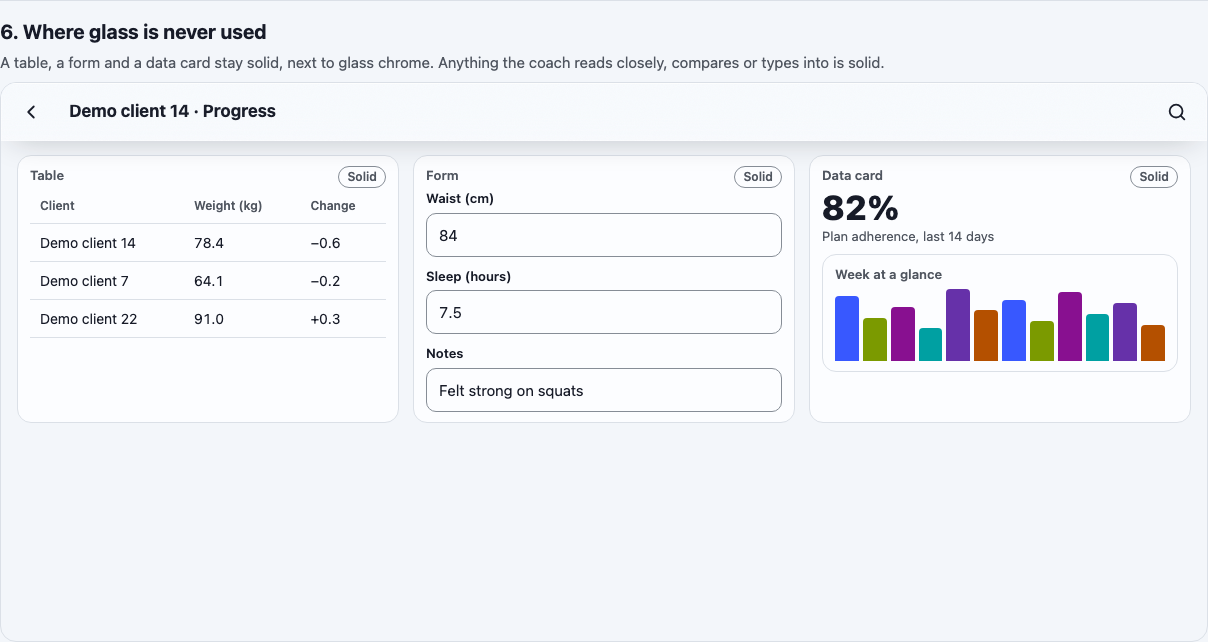 6. Where glass is never used
A table, a form and a data card stay solid, next to glass chrome. Anything the coach reads closely, compares or types into is solid.
Demo client 14 · Progress
Table
Solid
Client Weight (kg) Change
Demo client 14 78.4 −0.6
Demo client 7 64.1 −0.2
Demo client 22 91.0 +0.3
Form
Solid
Waist (cm)
84
Sleep (hours)
7.5
Notes
Felt strong on squats
Data card
Solid
82%
Plan adherence, last 14 days
Week at a glance